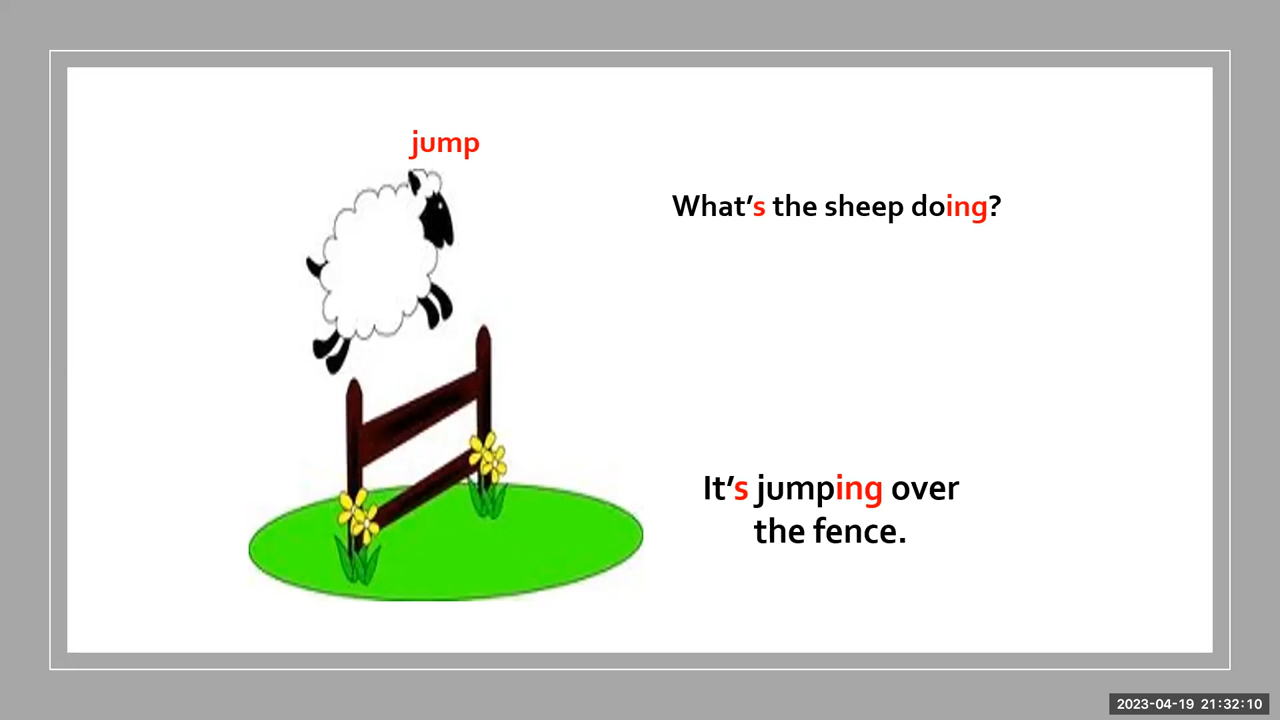 jump
What’s the sheep doing?
It’s jumping over
the fence.
2023-04-19 21:32:10